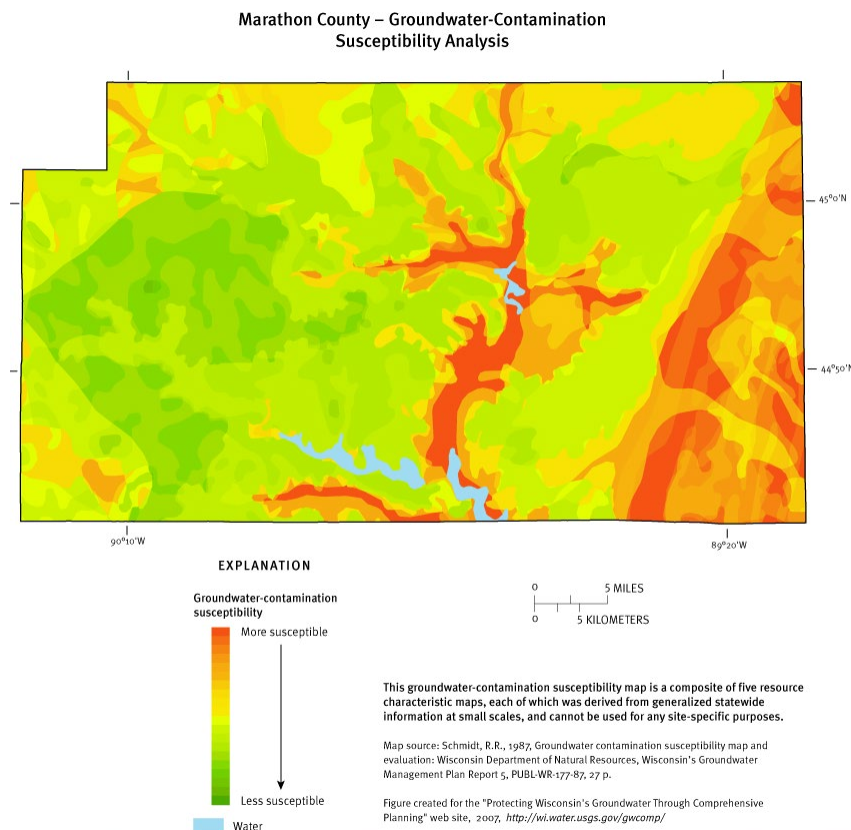 Marathon County – Groundwater-Contamination
Susceptibility Analysis
45°0'N
44°50'N
90°10'W
89°20'W
EXPLANATION
Groundwater-contamination
susceptibility
More susceptible
Less susceptible
Water
0 5 MILES
0 5 KILOMETERS
This groundwater-contamination susceptibility map is a composite of five resource
characteristic maps, each of which was derived from generalized statewide
information at small scales, and cannot be used for any site-specific purposes.
Map source: Schmidt, R.R., 1987, Groundwater contamination susceptibility map and
evaluation: Wisconsin Department of Natural Resources, Wisconsin's Groundwater
Management Plan Report 5, PUBL-WR-177-87, 27 p.
Figure created for the "Protecting Wisconsin's Groundwater Through Comprehensive
Planning" web site, 2007, http://wi.water.usgs.gov/gwcomp/